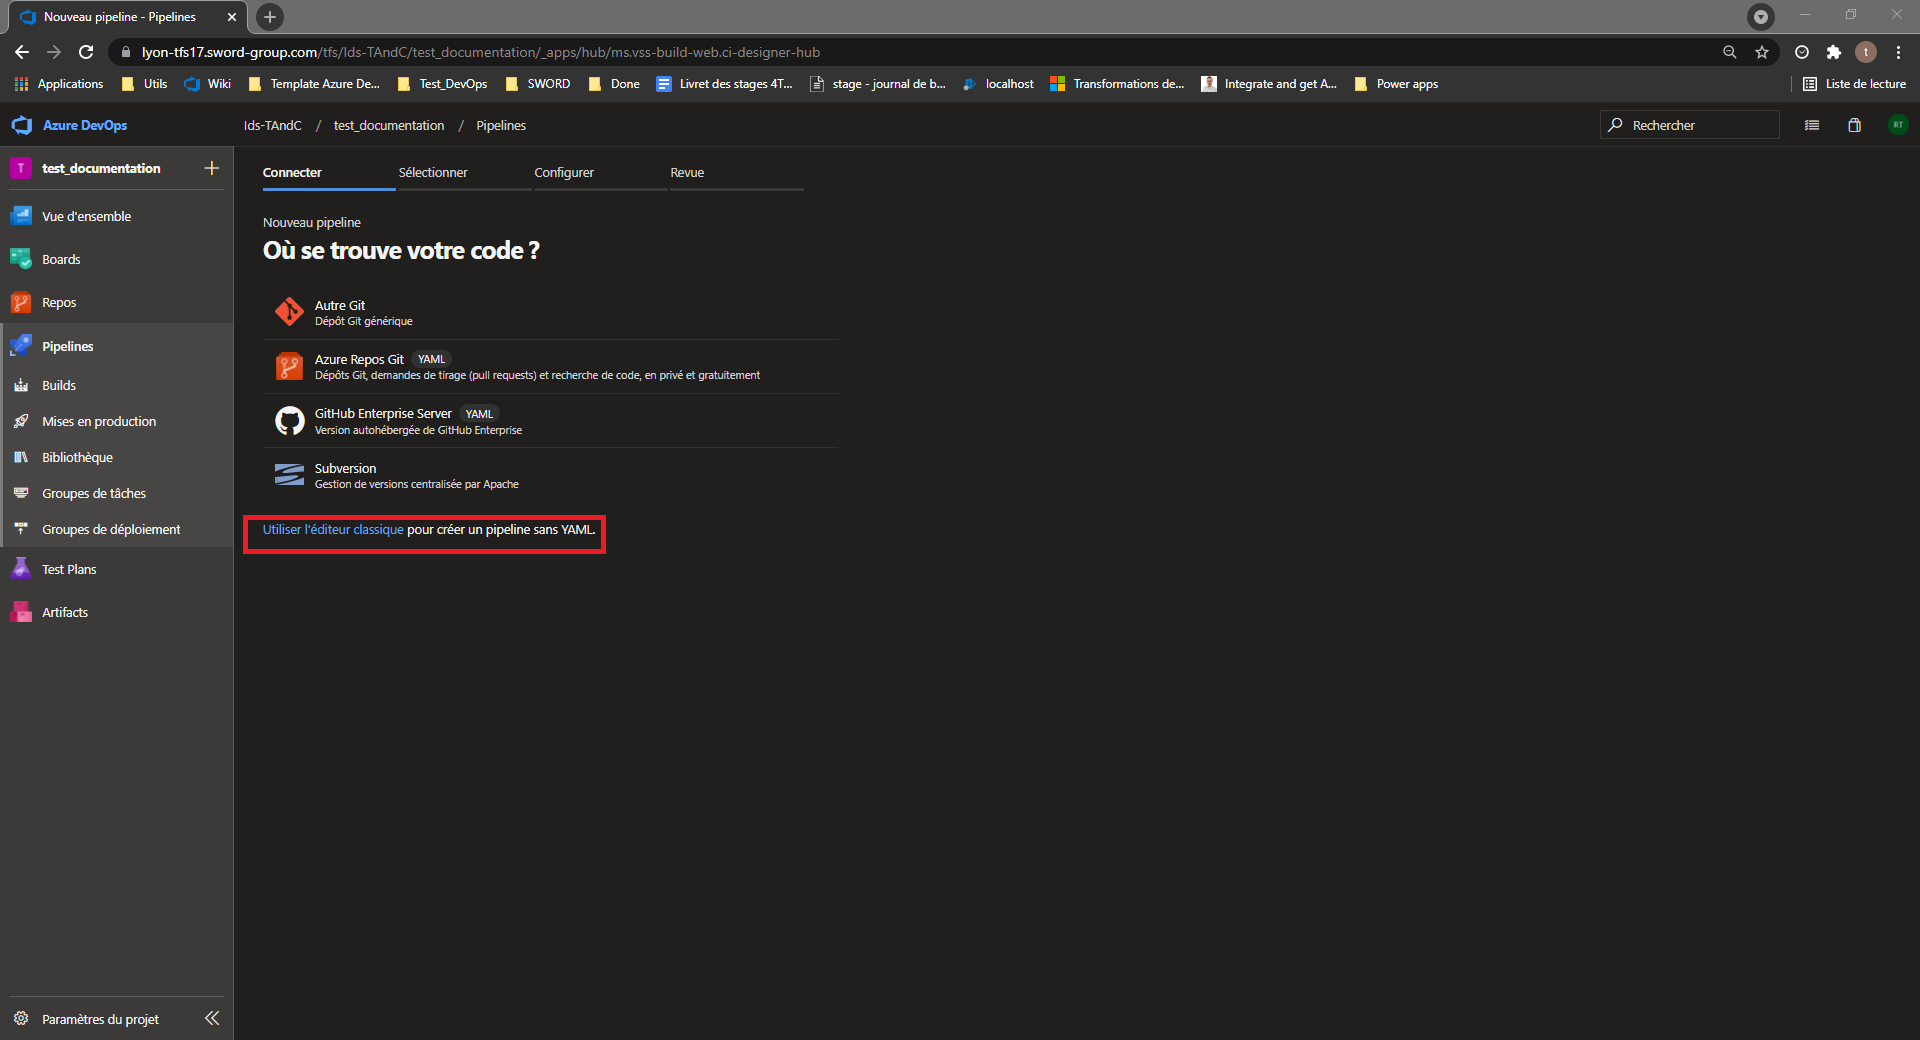 Nouveau pipeline - Pipelines
lyon-tfs17.sword-group.com/tfs/Ids-TAndC/test_documentation/_apps/hub/ms.vss-build-web.ci-designer-hub
t
Applications Utils Wiki Template Azure De... Test_DevOps SWORD Done Livret des stages 4T... stage - journal de b... localhost Transformations de... Integrate and get A... Power apps Liste de lecture
Azure DevOps
Ids-TAndC / test_documentation / Pipelines
Rechercher
RT
T test_documentation
Vue d'ensemble
Boards
Repos
Pipelines
Builds
Mises en production
Bibliothèque
Groupes de tâches
Groupes de déploiement
Test Plans
Artifacts
Paramètres du projet
Connecter Sélectionner Configurer Revue
Nouveau pipeline
Où se trouve votre code ?
Autre Git
Dépôt Git générique
Azure Repos Git YAML
Dépôts Git, demandes de tirage (pull requests) et recherche de code, en privé et gratuitement
GitHub Enterprise Server YAML
Version autohébergée de GitHub Enterprise
Subversion
Gestion de versions centralisée par Apache
Utiliser l'éditeur classique pour créer un pipeline sans YAML.